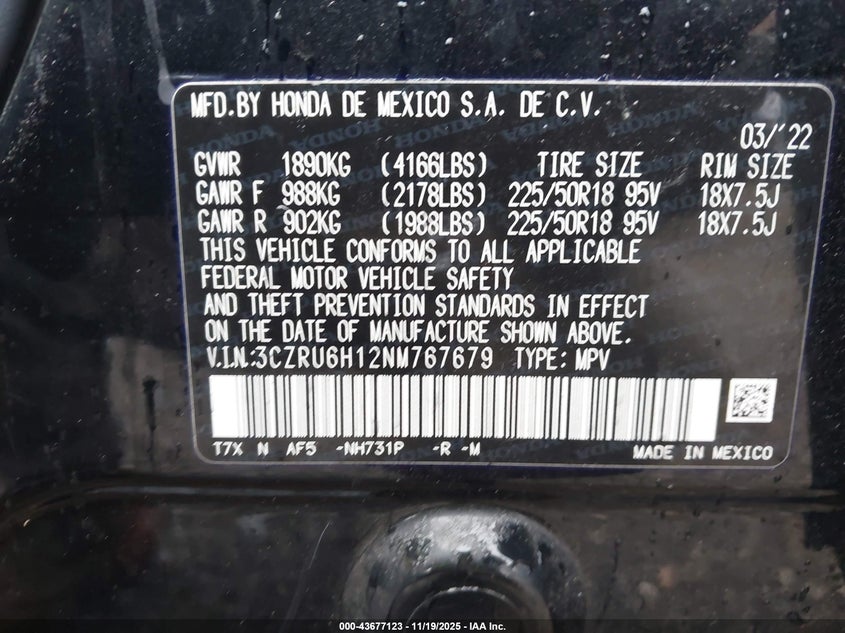 MFD.BY HONDA DE MEXICO S.A. DE C.V.
03/'22
GVWR 1890KG (4166LBS) TIRE SIZE RIM SIZE
GAWR F 988KG (2178LBS) 225/50R18 95V 18X7.5J
GAWR R 902KG (1988LBS) 225/50R18 95V 18X7.5J
THIS VEHICLE CONFORMS TO ALL APPLICABLE
FEDERAL MOTOR VEHICLE SAFETY
AND THEFT PREVENTION STANDARDS IN EFFECT
ON THE DATE OF MANUFACTURE SHOWN ABOVE.
V.I.N.:3CZRU6H12NM767679 TYPE: MPV
T7X N AF5 -NH731P -R -M MADE IN MEXICO
000-43677123 - 11/19/2025 - IAA Inc.